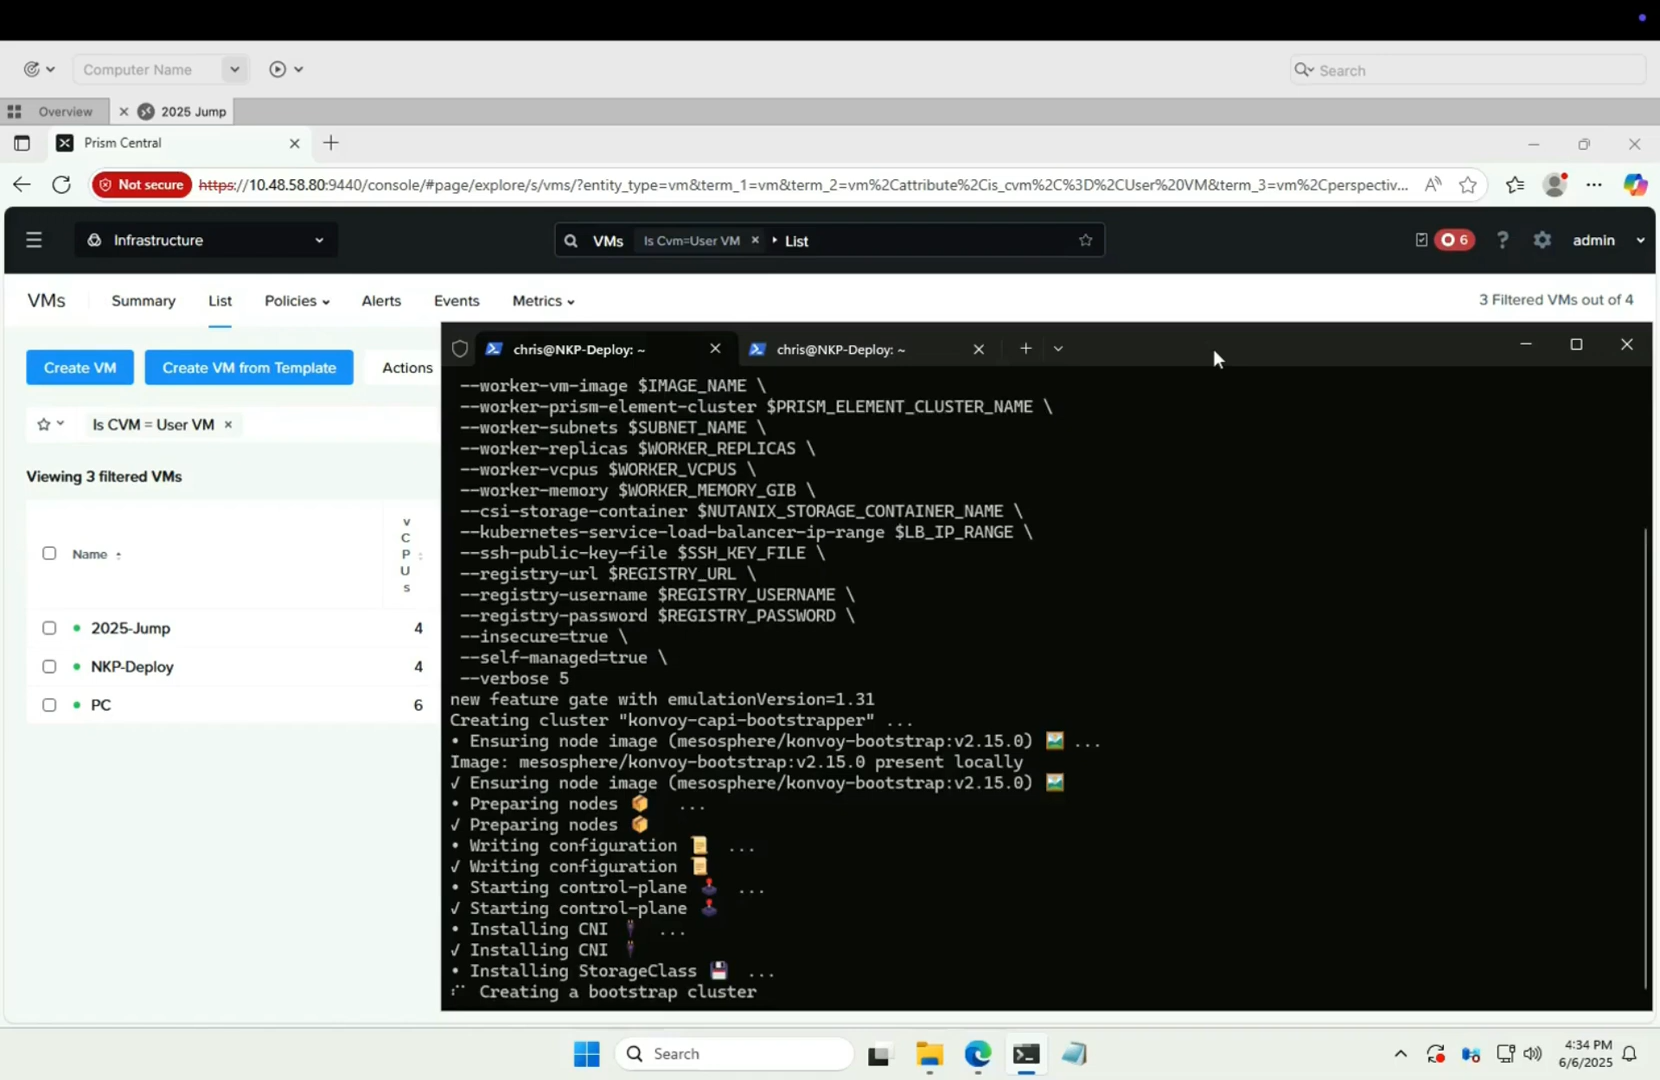 Computer Name
Search
Overview
2025 Jump
Prism Central
Not secure
https://10.48.58.80:9440/console/#page/explore/s/vms/?entity_type=vm&term_1=vm&term_2=vm%2Cattribute%2Cis_cvm%2C%3D%2CUser%20VM&term_3=vm%2Cperspectiv...
Infrastructure
VMs
Is Cvm=User VM
List
6
admin
VMs
Summary
List
Policies
Alerts
Events
Metrics
3 Filtered VMs out of 4
Create VM
Create VM from Template
Actions
Is CVM = User VM
Viewing 3 filtered VMs
Name
vCPUs
2025-Jump
4
NKP-Deploy
4
PC
6
chris@NKP-Deploy: ~
chris@NKP-Deploy: ~
--worker-vm-image $IMAGE_NAME \
--worker-prism-element-cluster $PRISM_ELEMENT_CLUSTER_NAME \
--worker-subnets $SUBNET_NAME \
--worker-replicas $WORKER_REPLICAS \
--worker-vcpus $WORKER_VCPUS \
--worker-memory $WORKER_MEMORY_GIB \
--csi-storage-container $NUTANIX_STORAGE_CONTAINER_NAME \
--kubernetes-service-load-balancer-ip-range $LB_IP_RANGE \
--ssh-public-key-file $SSH_KEY_FILE \
--registry-url $REGISTRY_URL \
--registry-username $REGISTRY_USERNAME \
--registry-password $REGISTRY_PASSWORD \
--insecure=true \
--self-managed=true \
--verbose 5
new feature gate with emulationVersion=1.31
Creating cluster "konvoy-capi-bootstrapper" ...
• Ensuring node image (mesosphere/konvoy-bootstrap:v2.15.0) 🖼 ...
Image: mesosphere/konvoy-bootstrap:v2.15.0 present locally
✓ Ensuring node image (mesosphere/konvoy-bootstrap:v2.15.0) 🖼
• Preparing nodes 📦 ...
✓ Preparing nodes 📦
• Writing configuration 📜 ...
✓ Writing configuration 📜
• Starting control-plane 🕹 ...
✓ Starting control-plane 🕹
• Installing CNI ...
✓ Installing CNI
• Installing StorageClass 💾 ...
Creating a bootstrap cluster
Search
4:34 PM
6/6/2025